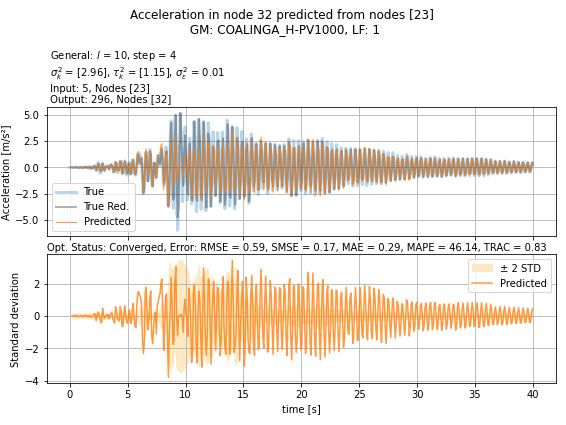 Acceleration in node 32 predicted from nodes [23]
GM: COALINGA_H-PV1000, LF: 1
General: l = 10, step = 4
σ²ₖ = [2.96], τ²ₖ = [1.15], σ²ₑ = 0.01
Input: 5, Nodes [23]
Output: 296, Nodes [32]
Acceleration [m/s²]
5.0
2.5
0.0
−2.5
−5.0
True
True Red.
Predicted
Opt. Status: Converged, Error: RMSE = 0.59, SMSE = 0.17, MAE = 0.29, MAPE = 46.14, TRAC = 0.83
Standard deviation
2
0
−2
−4
± 2 STD
Predicted
0 5 10 15 20 25 30 35 40
time [s]